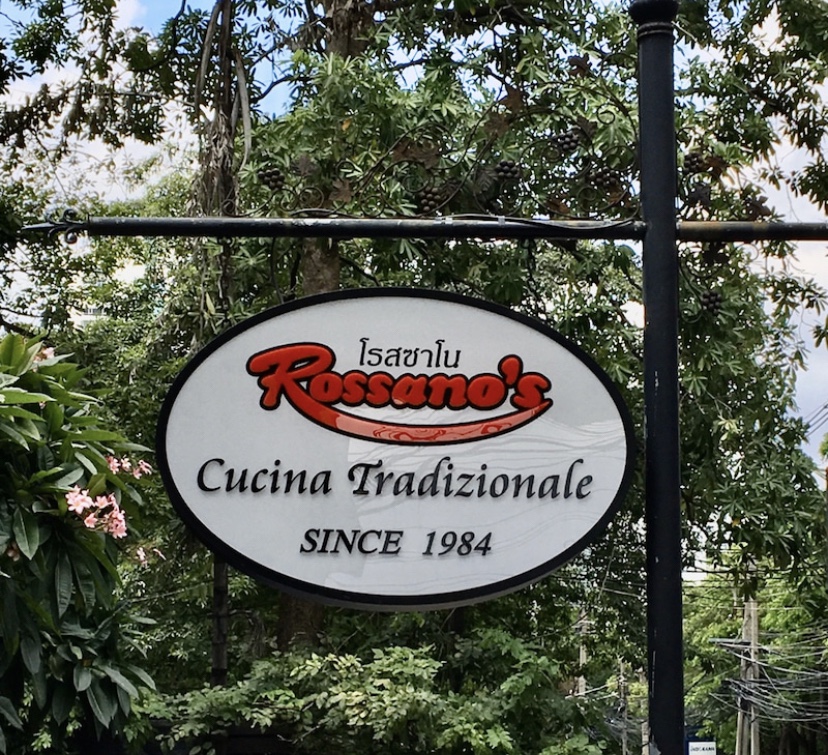 โรสซาโน
Rossano's
Cucina Tradizionale
SINCE 1984